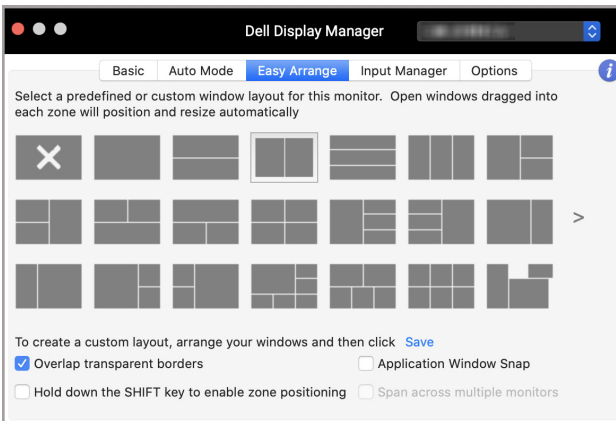 Dell Display Manager
Basic Auto Mode Easy Arrange Input Manager Options
Select a predefined or custom window layout for this monitor. Open windows dragged into
each zone will position and resize automatically
>
To create a custom layout, arrange your windows and then click Save
Overlap transparent borders Application Window Snap
Hold down the SHIFT key to enable zone positioning Span across multiple monitors